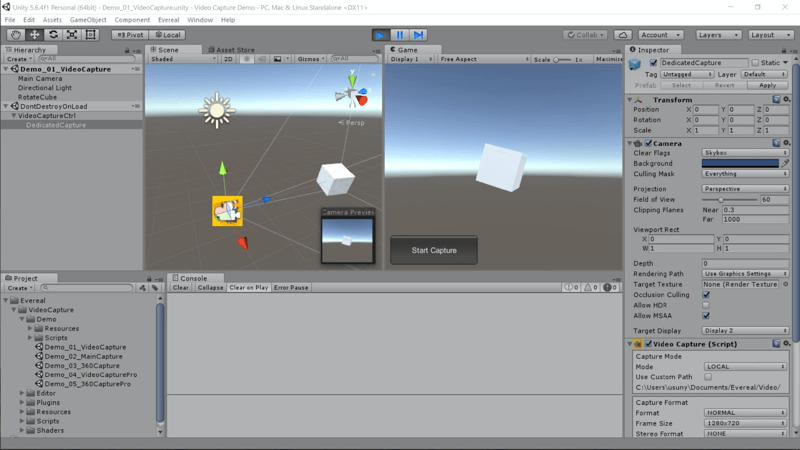 Unity 5.6.4f1 Personal (64bit) - Demo_01_VideoCapture.unity - Video Capture Demo - PC, Mac & Linux Standalone <DX11>
File Edit Assets GameObject Component Evereal Window Help
Pivot Local Collab Account Layers Layout
Hierarchy
Create All
Demo_01_VideoCapture
Main Camera
Directional Light
RotateCube
DontDestroyOnLoad
VideoCaptureCtrl
DedicatedCapture
Scene Asset Store
Shaded 2D Gizmos All
y
x
Persp
Camera Preview
Game
Display 1 Free Aspect Scale 1x Maximize
Start Capture
Inspector
DedicatedCapture Static
Tag Untagged Layer Default
Prefab Select Revert Apply
Transform
Position X 0 Y 0 Z 0
Rotation X 0 Y 0 Z 0
Scale X 1 Y 1 Z 1
Camera
Clear Flags Skybox
Background
Culling Mask Everything
Projection Perspective
Field of View 60
Clipping Planes Near 0.3
Far 1000
Viewport Rect
X 0 Y 0
W 1 H 1
Depth 0
Rendering Path Use Graphics Settings
Target Texture None (Render Texture
Occlusion Culling
Allow HDR
Allow MSAA
Target Display Display 2
Video Capture (Script)
Capture Mode
Mode LOCAL
Use Custom Path
C:\Users\usuny\Documents/Evereal/Video/
Capture Format
Format NORMAL
Frame Size 1280x720
Stereo Format NONE
Project
Create
Evereal
VideoCapture
Demo
Resources
Scripts
Demo_01_VideoCapture
Demo_02_MainCapture
Demo_03_360Capture
Demo_04_VideoCapturePro
Demo_05_360CapturePro
Editor
Plugins
Resources
Scripts
Shaders
Console
Clear Collapse Clear on Play Error Pause 0 0 0